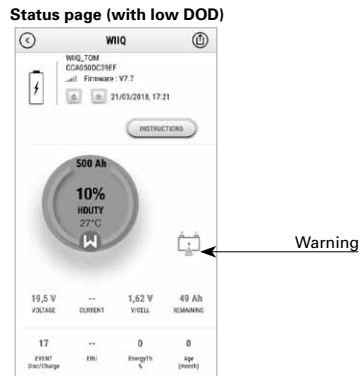 Status page (with low DOD)
WIIQ
WIIQ_TOM
CCA050DC39EF
Firmware : V7.7
21/03/2018, 17:21
INSTRUCTIONS
500 Ah
10%
HDUTY
27°C
Warning
19,5 V -- 1,62 V 49 Ah
VOLTAGE CURRENT V/CELL REMAINING
17 -- 0 0
EVENT EBU EnergyTh Age
Disc/Charge % (month)